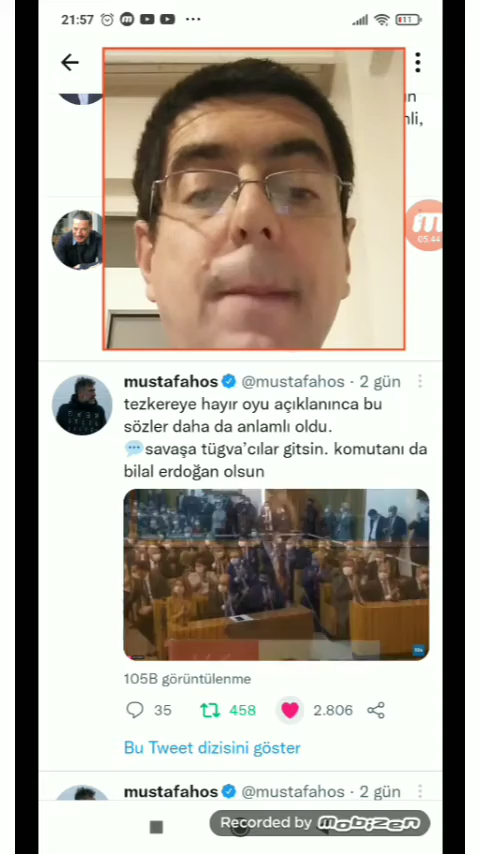 21:57
11
n
li,
05:44
mustafahos @mustafahos · 2 gün
tezkereye hayır oyu açıklanınca bu
sözler daha da anlamlı oldu.
💬savaşa tügva'cılar gitsin. komutanı da
bilal erdoğan olsun
105B görüntülenme
35 458 2.806
Bu Tweet dizisini göster
mustafahos @mustafahos · 2 gün
Recorded by mobizen